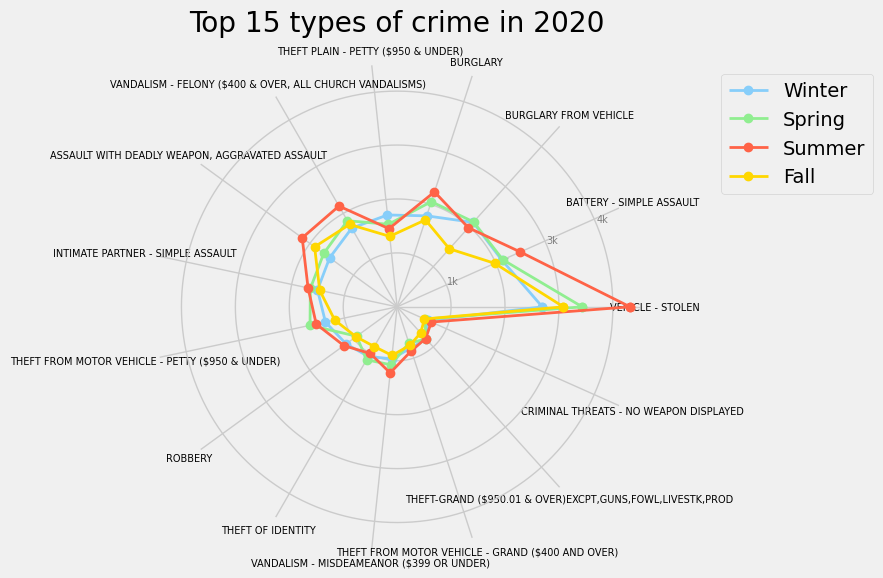 Top 15 types of crime in 2020
THEFT PLAIN - PETTY ($950 & UNDER)
BURGLARY
VANDALISM - FELONY ($400 & OVER, ALL CHURCH VANDALISMS)
Winter
BURGLARY FROM VEHICLE
Spring
Summer
ASSAULT WITH DEADLY WEAPON, AGGRAVATED ASSAULT
Fall
BATTERY - SIMPLE ASSAULT
4k
3k
INTIMATE PARTNER - SIMPLE ASSAULT
1k
VEHICLE - STOLEN
THEFT FROM MOTOR VEHICLE - PETTY ($950 & UNDER)
CRIMINAL THREATS - NO WEAPON DISPLAYED
ROBBERY
THEFT-GRAND ($950.01 & OVER)EXCPT,GUNS,FOWL,LIVESTK,PROD
THEFT OF IDENTITY
THEFT FROM MOTOR VEHICLE - GRAND ($400 AND OVER)
VANDALISM - MISDEAMEANOR ($399 OR UNDER)